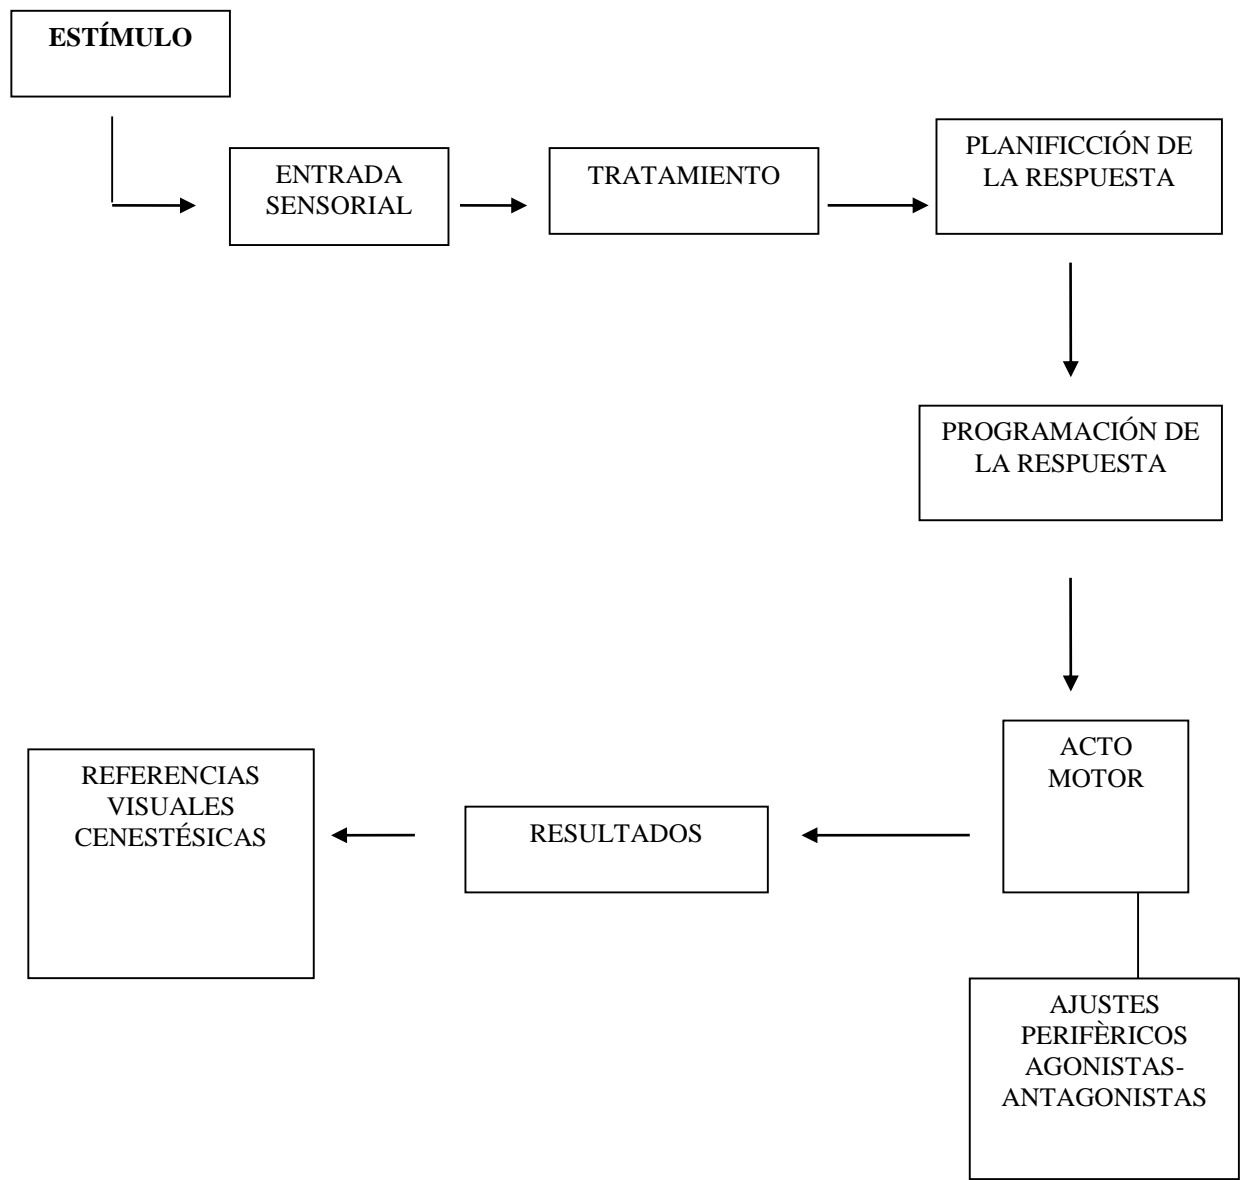 ESTÍMULO
ENTRADA
SENSORIAL
TRATAMIENTO
PLANIFICCIÓN DE
LA RESPUESTA
PROGRAMACIÓN DE
LA RESPUESTA
ACTO
MOTOR
RESULTADOS
REFERENCIAS
VISUALES
CENESTÉSICAS
AJUSTES
PERIFÈRICOS
AGONISTAS-
ANTAGONISTAS